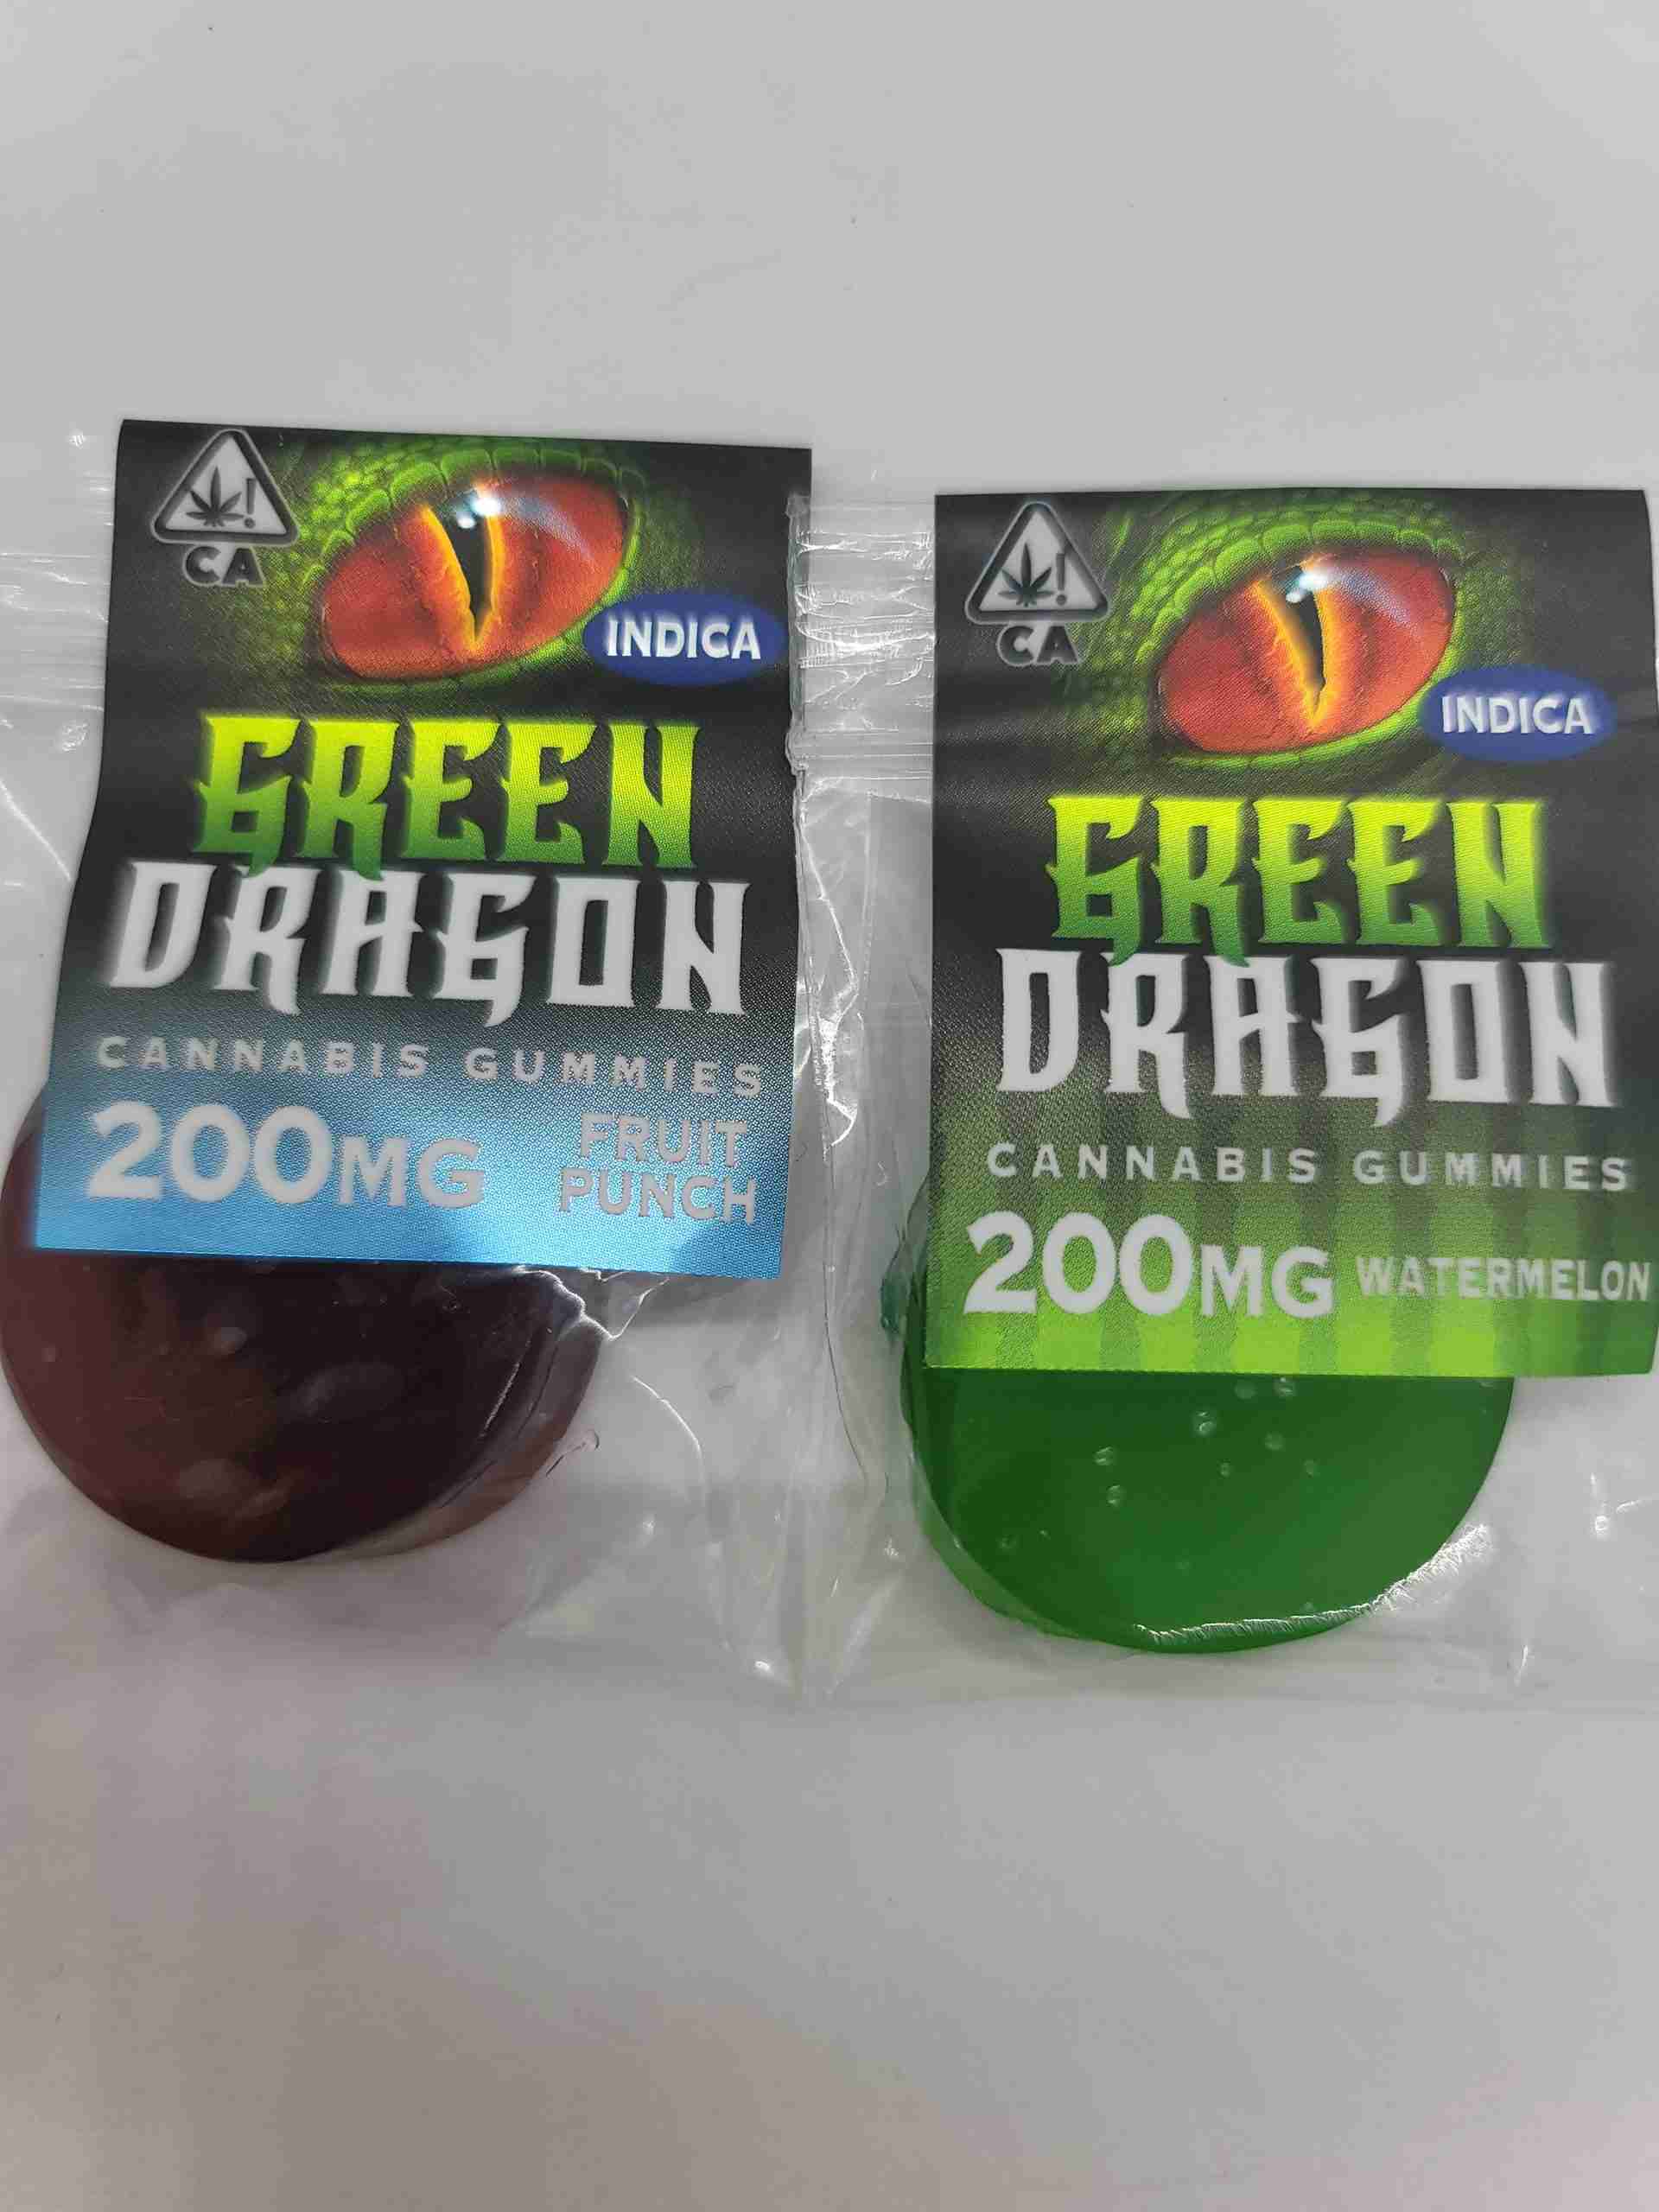 CA
INDICA
GREEN
DRAGON
CANNABIS GUMMIES
200MG
FRUIT
PUNCH
CA
INDICA
GREEN
DRAGON
CANNABIS GUMMIES
200MG WATERMELON